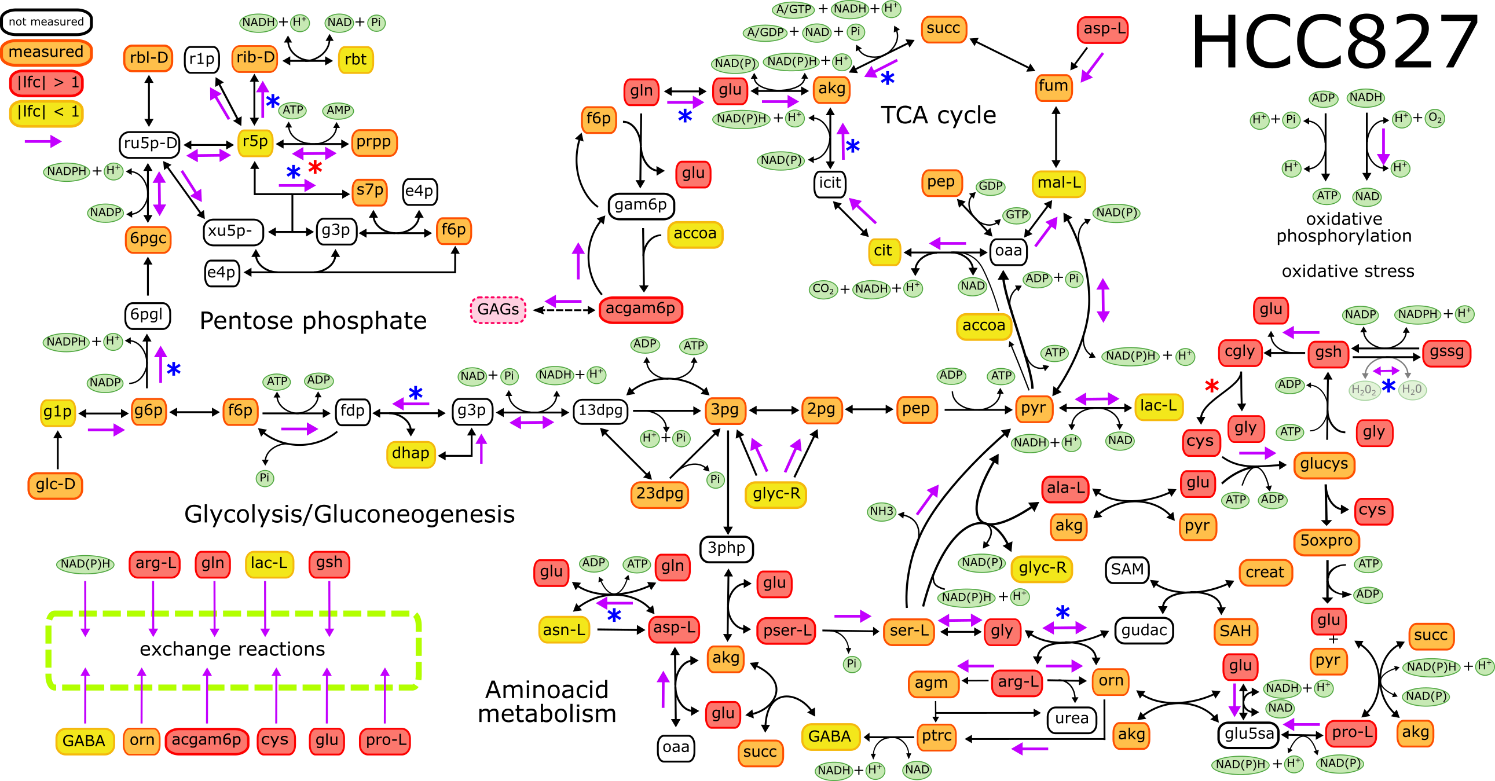 HCC827
not measured
measured
|lfc| > 1
|lfc| < 1
NADH + H⁺
NAD + Pi
rbl-D
r1p
rib-D
rbt
ATP
AMP
ru5p-D
r5p
prpp
NADPH + H⁺
NADP
s7p
e4p
6pgc
xu5p-
g3p
f6p
e4p
6pgl
Pentose phosphate
NADPH + H⁺
NADP
A/GTP + NADH + H⁺
A/GDP + NAD + Pi
succ
asp-L
NAD(P)
NAD(P)H + H⁺
gln
glu
akg
fum
TCA cycle
f6p
NAD(P)H + H⁺
NAD(P)
glu
icit
pep
GDP
GTP
mal-L
NAD(P)
gam6p
accoa
cit
oaa
CO₂ + NADH + H⁺
NAD
ADP + Pi
GAGs
acgam6p
accoa
ATP
NAD(P)H + H⁺
ADP
NADH
H⁺ + Pi
H⁺ + O₂
H⁺
H⁺
ATP
NAD
oxidative
phosphorylation
oxidative stress
glu
NADP
NADPH + H⁺
cgly
gsh
gssg
H₂O₂
H₂O
ADP
ATP
gly
cys
gly
glucys
glu
ATP
ADP
cys
5oxpro
ATP
ADP
glu
+
pyr
g1p
g6p
f6p
ATP
ADP
fdp
Pi
dhap
g3p
NAD + Pi
NADH + H⁺
13dpg
ADP
ATP
H⁺ + Pi
3pg
2pg
pep
ADP
ATP
pyr
lac-L
NADH + H⁺
NAD
glc-D
23dpg
Pi
glyc-R
Glycolysis/Gluconeogenesis
NH3
ala-L
akg
pyr
NAD(P)
glyc-R
NAD(P)H + H⁺
3php
NAD(P)H
arg-L
gln
lac-L
gsh
exchange reactions
GABA
orn
acgam6p
cys
glu
pro-L
glu
ADP
ATP
gln
asn-L
asp-L
glu
pser-L
Pi
ser-L
gly
gudac
SAM
creat
SAH
akg
Aminoacid
metabolism
glu
oaa
succ
GABA
agm
arg-L
orn
urea
ptrc
NADH + H⁺
NAD
akg
glu
NADH + H⁺
NAD
glu5sa
pro-L
NAD(P)H + H⁺
NAD(P)
succ
NAD(P)H + H⁺
NAD(P)
akg